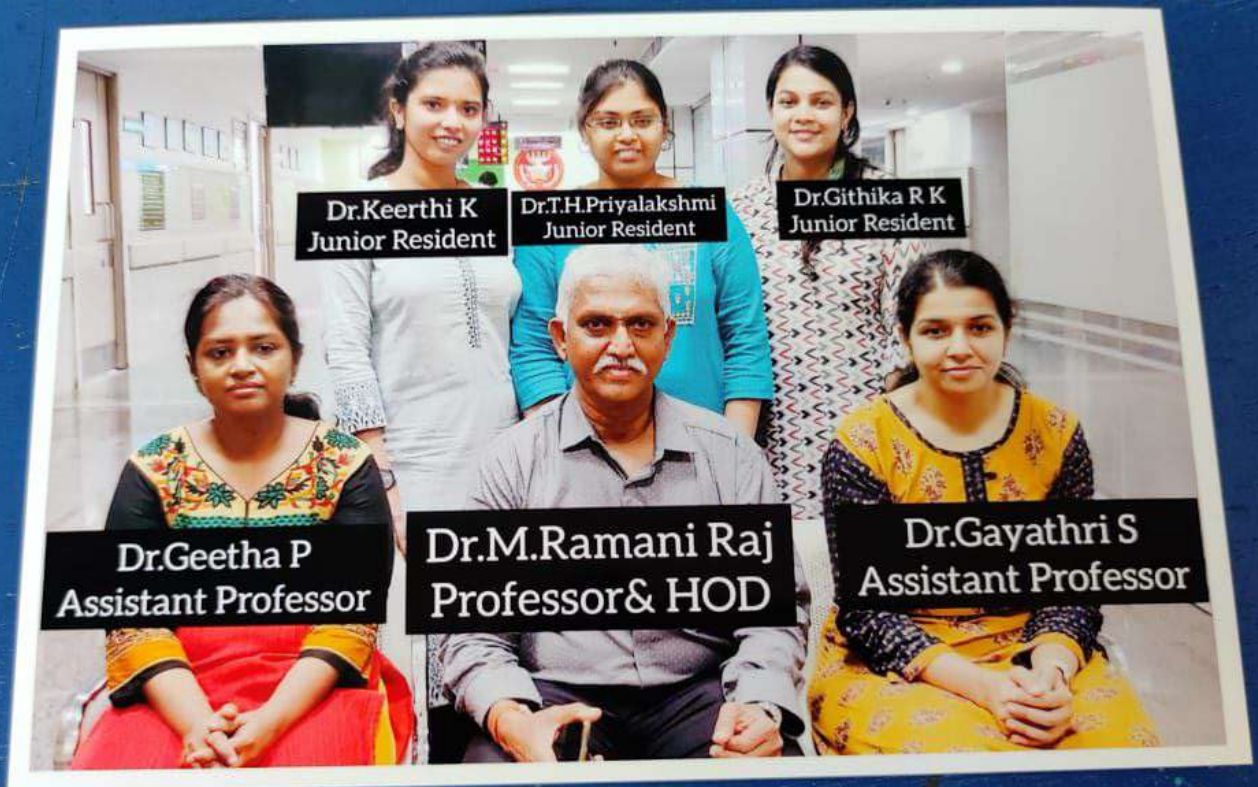 Dr.Keerthi K
Junior Resident
Dr.T.H.Priyalakshmi
Junior Resident
Dr.Githika R K
Junior Resident
Dr.Geetha P
Assistant Professor
Dr.M.Ramani Raj
Professor& HOD
Dr.Gayathri S
Assistant Professor